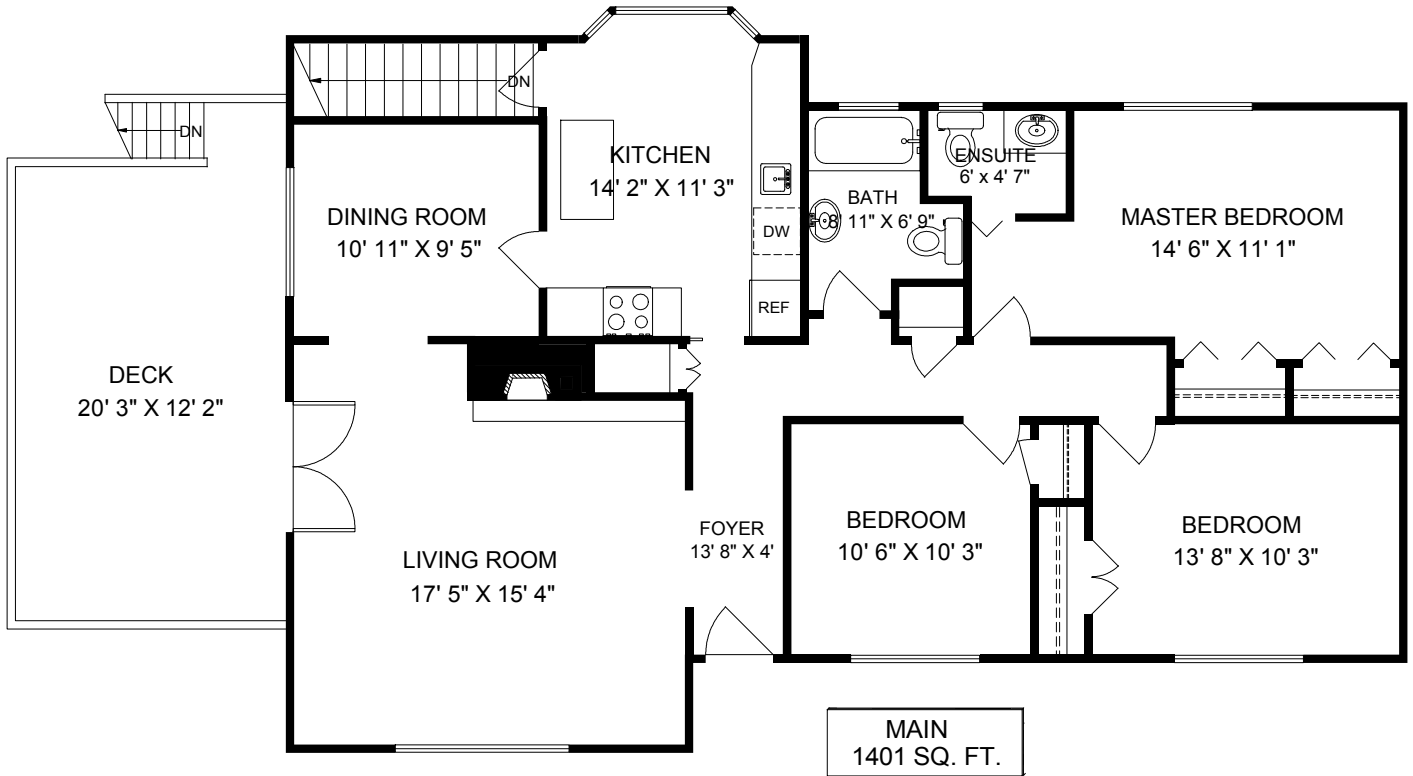 DN
DN
KITCHEN
14' 2" X 11' 3"
ENSUITE
6' x 4' 7"
DINING ROOM
10' 11" X 9' 5"
BATH
8' 11" X 6' 9"
DW
MASTER BEDROOM
14' 6" X 11' 1"
REF
DECK
20' 3" X 12' 2"
LIVING ROOM
17' 5" X 15' 4"
FOYER
13' 8" X 4'
BEDROOM
10' 6" X 10' 3"
BEDROOM
13' 8" X 10' 3"
MAIN
1401 SQ. FT.